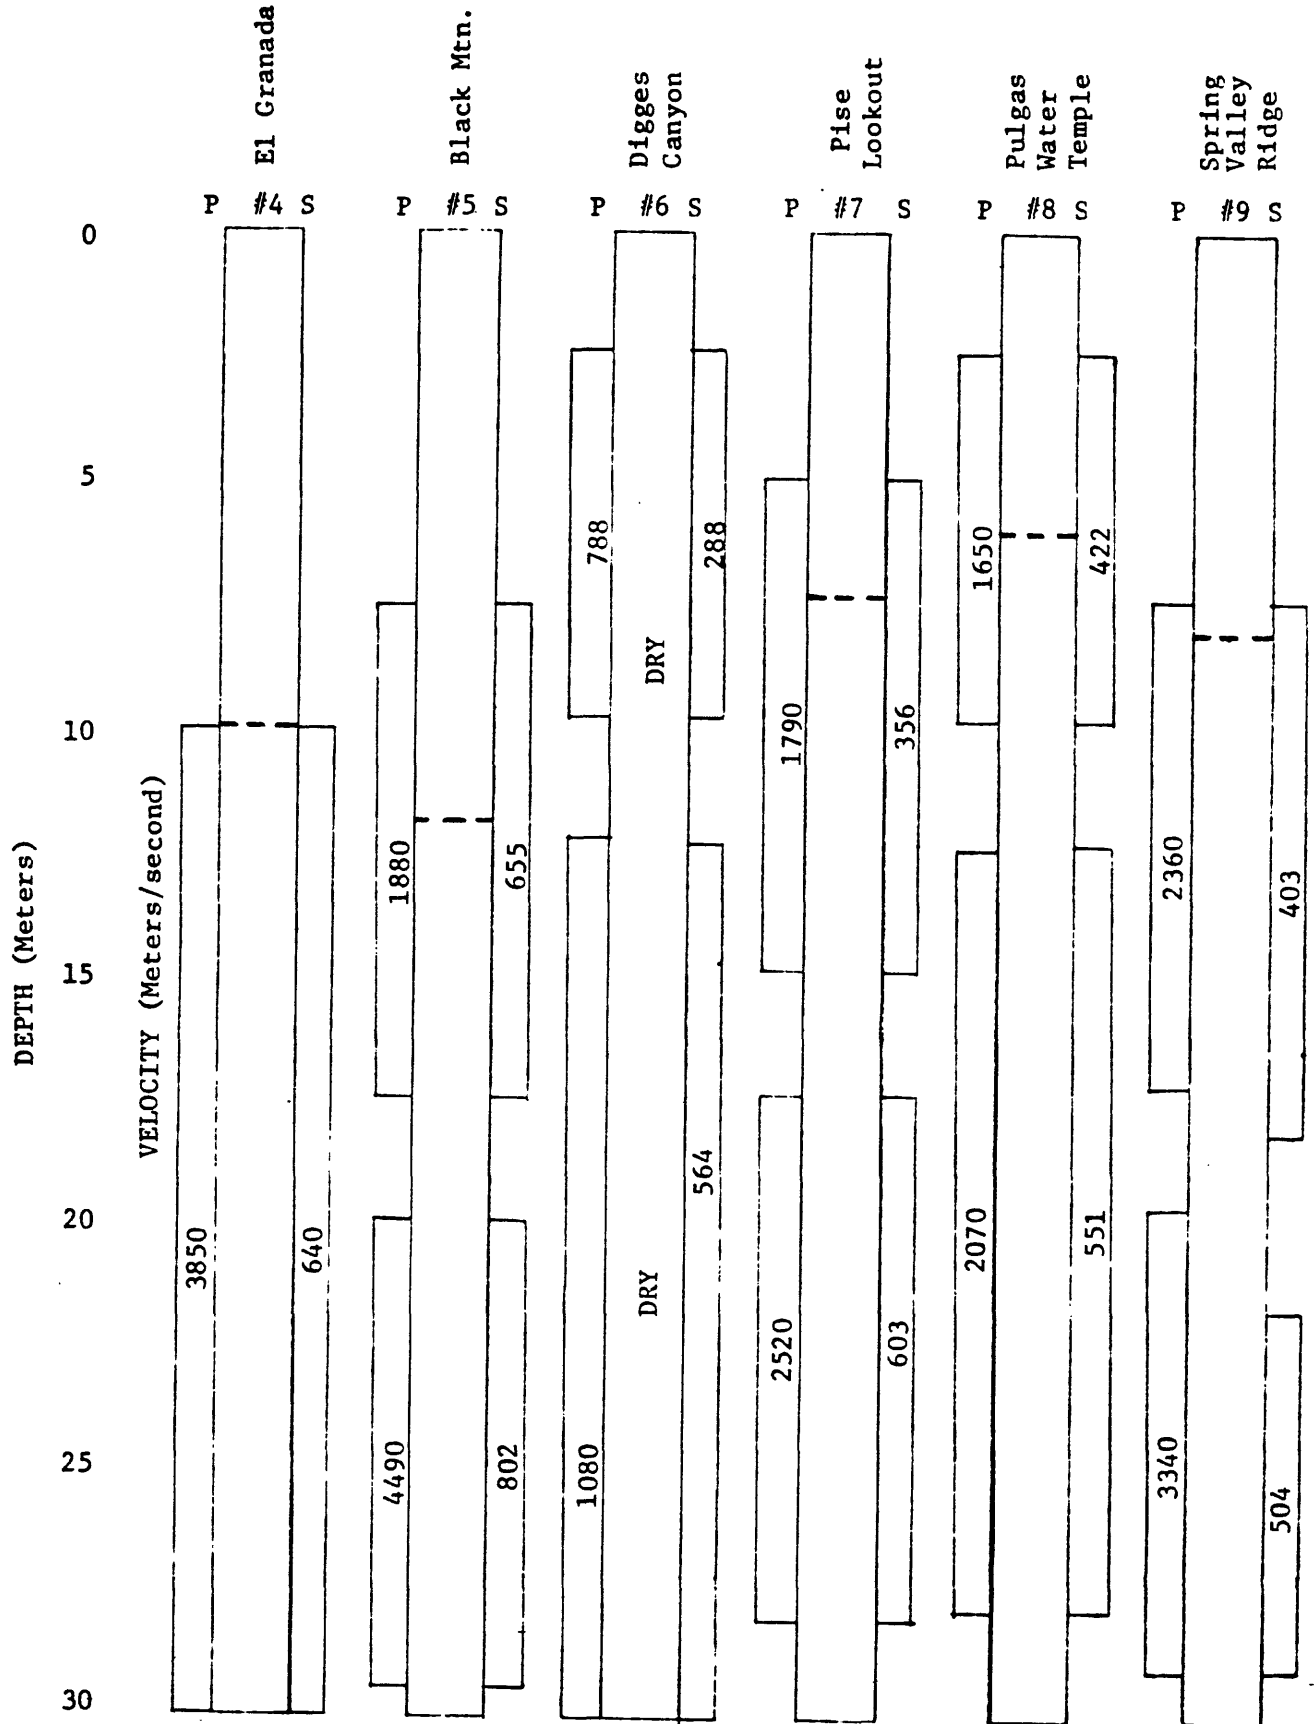 El Granada
Black Mtn.
Digges
Canyon
Pise
Lookout
Pulgas
Water
Temple
Spring
Valley
Ridge
P #4 S
P #5 S
P #6 S
P #7 S
P #8 S
P #9 S
DEPTH (Meters)
0
5
10
15
20
25
30
VELOCITY (Meters/second)
3850
640
1880
655
4490
802
788
288
DRY
1080
564
DRY
1790
356
2520
603
1650
422
2070
551
2360
403
3340
504